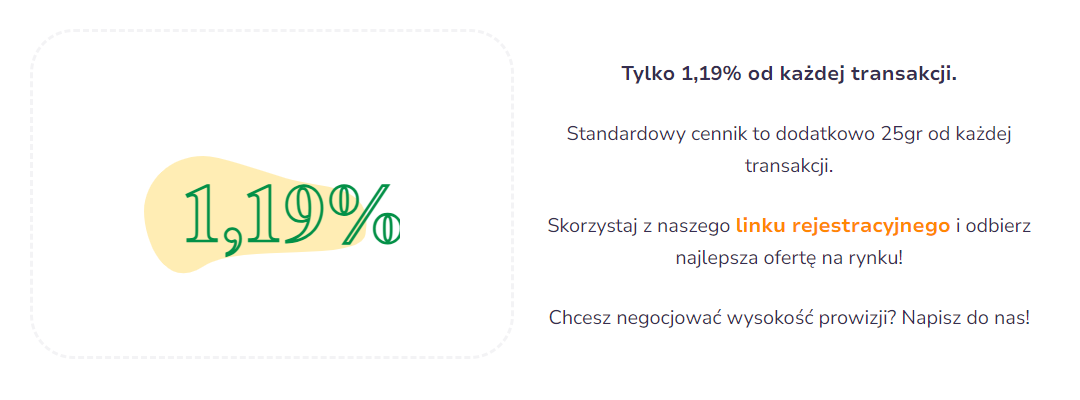 1,19%
Tylko 1,19% od każdej transakcji.
Standardowy cennik to dodatkowo 25gr od każdej
transakcji.
Skorzystaj z naszego linku rejestracyjnego i odbierz
najlepsza ofertę na rynku!
Chcesz negocjować wysokość prowizji? Napisz do nas!